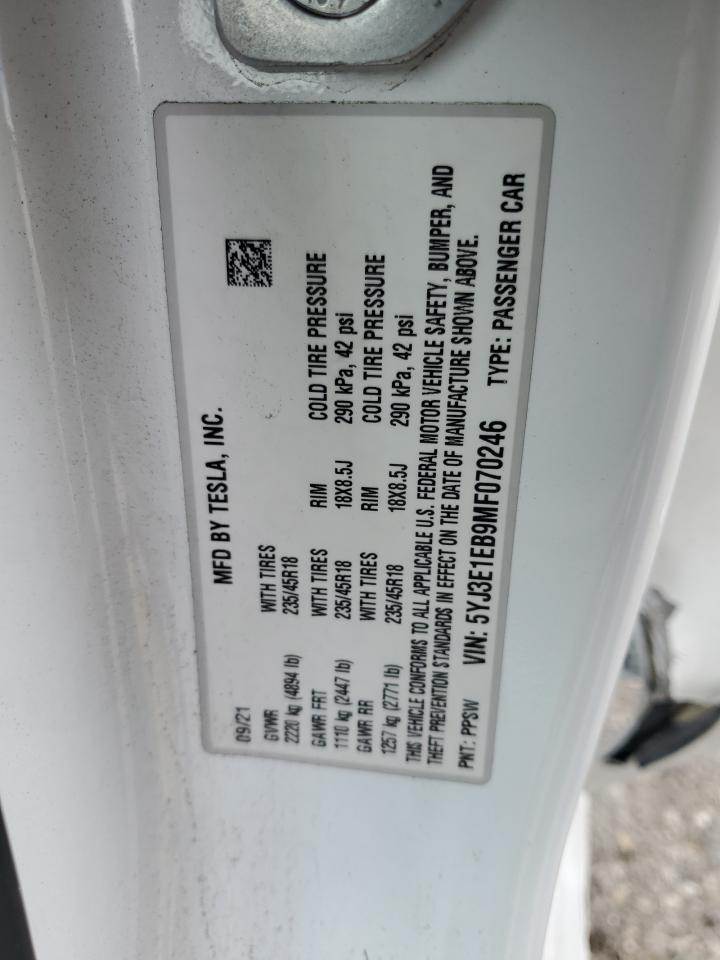 MFD BY TESLA, INC.
09/21
GVWR WITH TIRES
2220 kg (4894 lb) 235/45R18
GAWR FRT WITH TIRES RIM COLD TIRE PRESSURE
1110 kg (2447 lb) 235/45R18 18X8.5J 290 kPa, 42 psi
GAWR RR WITH TIRES RIM COLD TIRE PRESSURE
1257 kg (2771 lb) 235/45R18 18X8.5J 290 kPa, 42 psi
THIS VEHICLE CONFORMS TO ALL APPLICABLE U.S. FEDERAL MOTOR VEHICLE SAFETY, BUMPER, AND
THEFT PREVENTION STANDARDS IN EFFECT ON THE DATE OF MANUFACTURE SHOWN ABOVE.
PNT: PPSW VIN: 5YJ3E1EB9MF070246 TYPE: PASSENGER CAR